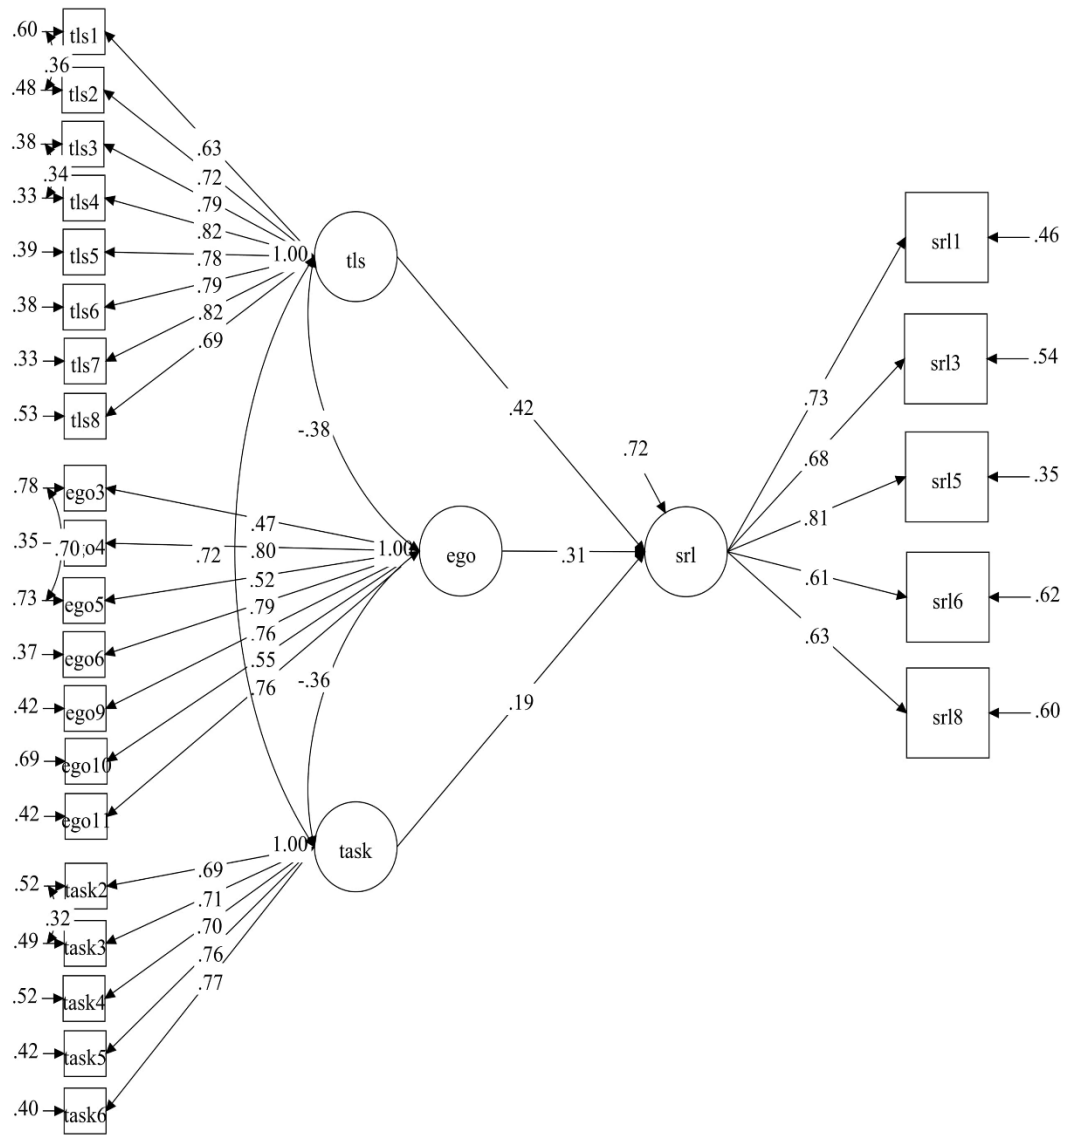 .60 tls1
.36
.48 tls2
.38 tls3
.34
.33 tls4
.39 tls5
.38 tls6
.33 tls7
.53 tls8
.63
.72
.79
.82
.78
.79
.82
.69
1.00 tls
-.38
.42
.72
.78 ego3
.35 .70 o4
.73 ego5
.37 ego6
.42 ego9
.69 ego10
.42 ego11
.47
.80
.52
.79
.76
.55
.76
.72
1.00 ego
.31
srl
-.36
.19
.52 task2
.32
.49 task3
.52 task4
.42 task5
.40 task6
.69
.71
.70
.76
.77
1.00 task
.73
.68
.81
.61
.63
srl1 .46
srl3 .54
srl5 .35
srl6 .62
srl8 .60